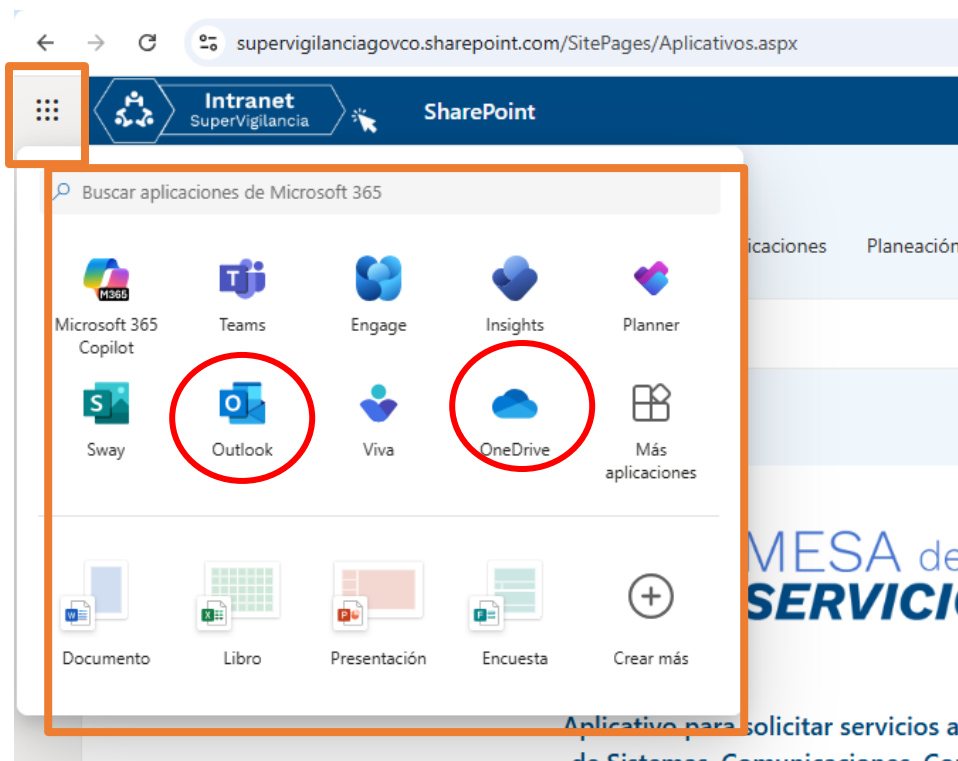 supervigilanciagovco.sharepoint.com/SitePages/Aplicativos.aspx
Intranet
SuperVigilancia
SharePoint
Buscar aplicaciones de Microsoft 365
Planeación
M365
Microsoft 365
Copilot
Teams
Engage
Insights
Planner
Sway
Outlook
Viva
OneDrive
Más
aplicaciones
MESA de
SERVICIO
Documento
Libro
Presentación
Encuesta
Crear más
Aplicativo para solicitar servicios a
de Sistemas, Comunicaciones,